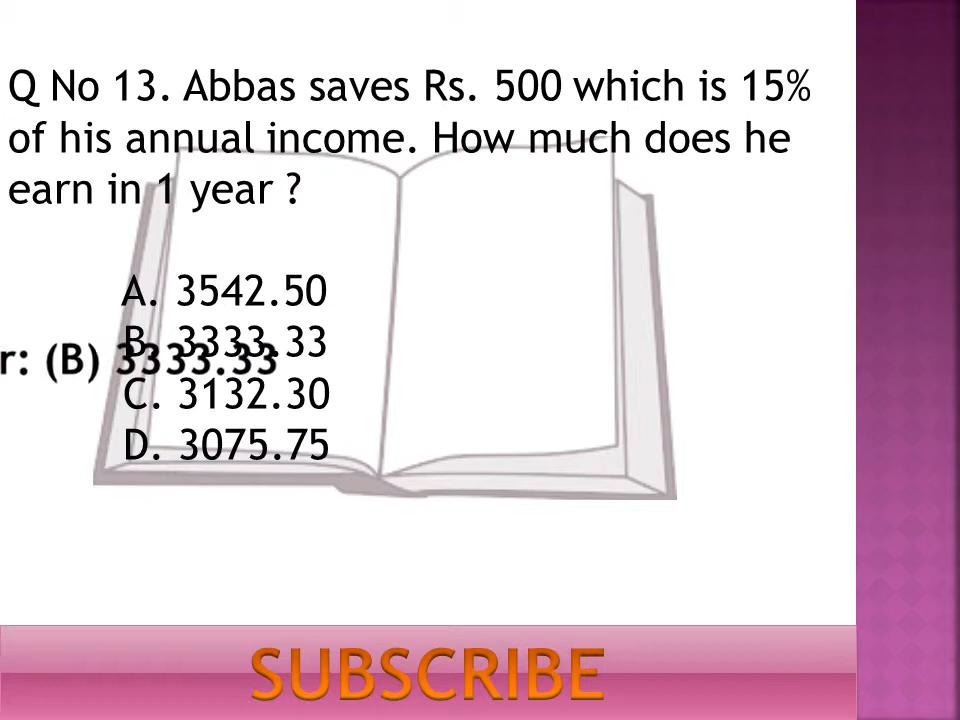 Q No 13. Abbas saves Rs. 500 which is 15%
of his annual income. How much does he
earn in 1 year ?
A. 3542.50
B. 3333.33
r: (B) 3333.33
C. 3132.30
D. 3075.75
SUBSCRIBE